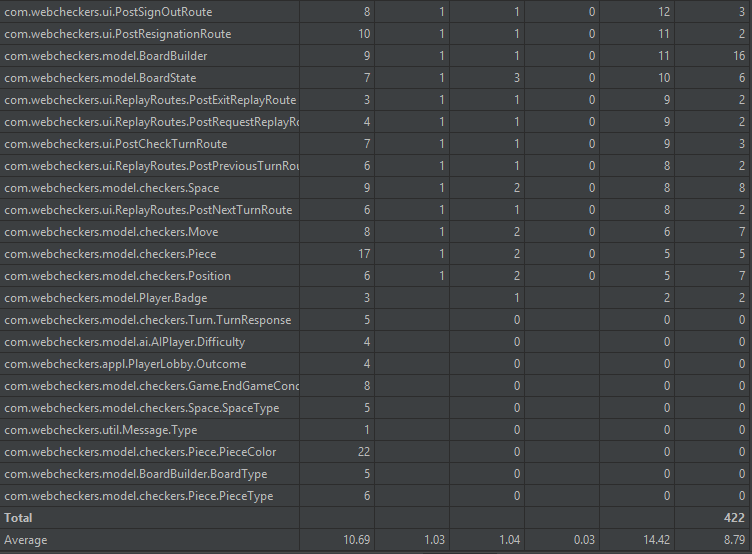 com.webcheckers.ui.PostSignOutRoute 8 1 1 0 12 3
com.webcheckers.ui.PostResignationRoute 10 1 1 0 11 2
com.webcheckers.model.BoardBuilder 9 1 1 0 11 16
com.webcheckers.model.BoardState 7 1 3 0 10 6
com.webcheckers.ui.ReplayRoutes.PostExitReplayRoute 3 1 1 0 9 2
com.webcheckers.ui.ReplayRoutes.PostRequestReplayRo 4 1 1 0 9 2
com.webcheckers.ui.PostCheckTurnRoute 7 1 1 0 9 3
com.webcheckers.ui.ReplayRoutes.PostPreviousTurnRou 6 1 1 0 8 2
com.webcheckers.model.checkers.Space 9 1 2 0 8 8
com.webcheckers.ui.ReplayRoutes.PostNextTurnRoute 6 1 1 0 8 2
com.webcheckers.model.checkers.Move 8 1 2 0 6 7
com.webcheckers.model.checkers.Piece 17 1 2 0 5 5
com.webcheckers.model.checkers.Position 6 1 2 0 5 7
com.webcheckers.model.Player.Badge 3 1 2 2
com.webcheckers.model.checkers.Turn.TurnResponse 5 0 0 0
com.webcheckers.model.ai.AIPlayer.Difficulty 4 0 0 0
com.webcheckers.appl.PlayerLobby.Outcome 4 0 0 0
com.webcheckers.model.checkers.Game.EndGameCond 8 0 0 0
com.webcheckers.model.checkers.Space.SpaceType 5 0 0 0
com.webcheckers.util.Message.Type 1 0 0 0
com.webcheckers.model.checkers.Piece.PieceColor 22 0 0 0
com.webcheckers.model.BoardBuilder.BoardType 5 0 0 0
com.webcheckers.model.checkers.Piece.PieceType 6 0 0 0
Total 422
Average 10.69 1.03 1.04 0.03 14.42 8.79